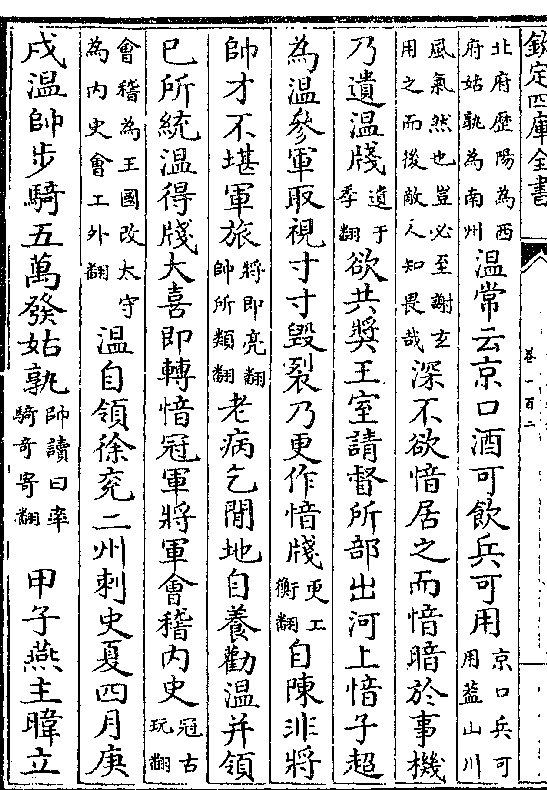 欽定四庫全書 卷一百二
北府歷陽為西府姑孰為南州温常云京口酒可飲兵可用京口兵可用蓋山川
風氣然也豈必至謝玄用之而後敵人知畏哉深不欲愔居之而愔暗於事機
乃遺温牋遺于季翻欲共奬王室請督所部出河上愔子超
為温參軍取視寸寸毁裂乃更作愔牋更工衡翻自陳非將
帥才不堪軍旅將即亮翻帥所類翻老病乞閒地自養勸温并領
已所統温得牋大喜即轉愔冠軍將軍會稽内史冠古玩翻
會稽為王國改太守為内史會工外翻温自領徐兖二州刺史夏四月庚
戌温帥步騎五萬發姑孰帥讀曰率騎奇寄翻 甲子燕主暐立